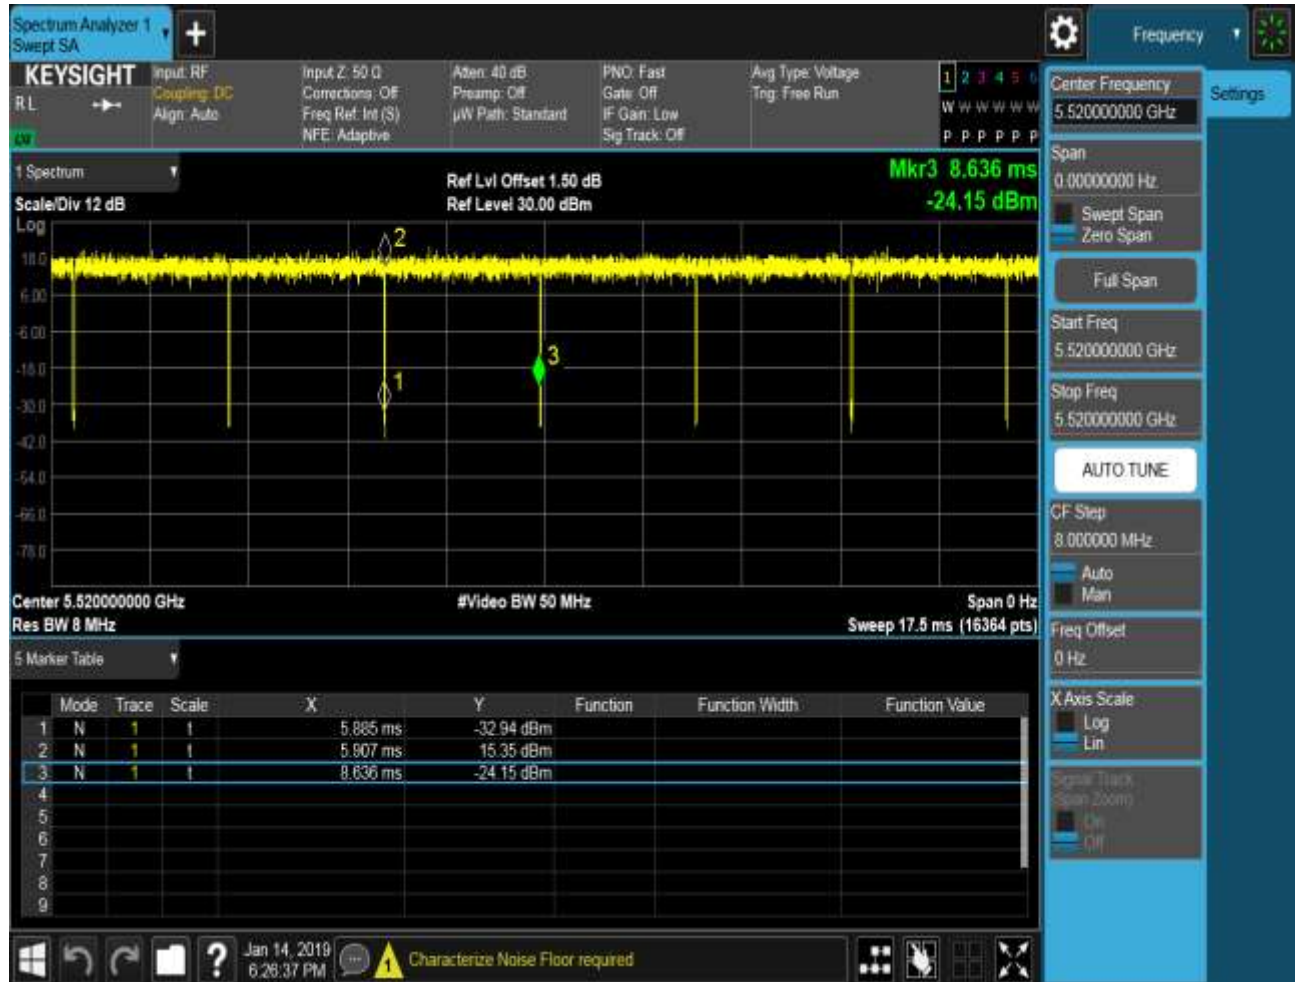 Spectrum Analyzer 1
Swept SA
+
Frequency
KEYSIGHT
R L
Input: RF
Coupling: DC
Align: Auto
Input Z: 50 Ω
Corrections: Off
Freq Ref: Int (S)
NFE: Adaptive
Atten: 40 dB
Preamp: Off
µW Path: Standard
PNO: Fast
Gate: Off
IF Gain: Low
Sig Track: Off
Avg Type: Voltage
Trig: Free Run
1 2 3 4 5 6
W W W W W W
P P P P P P
Center Frequency
5.520000000 GHz
Settings
1 Spectrum
Scale/Div 12 dB
Ref Lvl Offset 1.50 dB
Ref Level 30.00 dBm
Mkr3 8.636 ms
-24.15 dBm
Log
18.0
6.00
-6.00
-18.0
-30.0
-42.0
-54.0
-66.0
-78.0
2
1
3
Center 5.520000000 GHz
Res BW 8 MHz
#Video BW 50 MHz
Span 0 Hz
Sweep 17.5 ms (16364 pts)
Span
0.00000000 Hz
Swept Span
Zero Span
Full Span
Start Freq
5.520000000 GHz
Stop Freq
5.520000000 GHz
AUTO TUNE
CF Step
8.000000 MHz
Auto
Man
Freq Offset
0 Hz
X Axis Scale
Log
Lin
Signal Track
(Span Zoom)
On
Off
5 Marker Table
Mode Trace Scale X Y Function Function Width Function Value
1 N 1 t 5.885 ms -32.94 dBm
2 N 1 t 5.907 ms 15.35 dBm
3 N 1 t 8.636 ms -24.15 dBm
4
5
6
7
8
9
?
Jan 14, 2019
6:26:37 PM
1
Characterize Noise Floor required